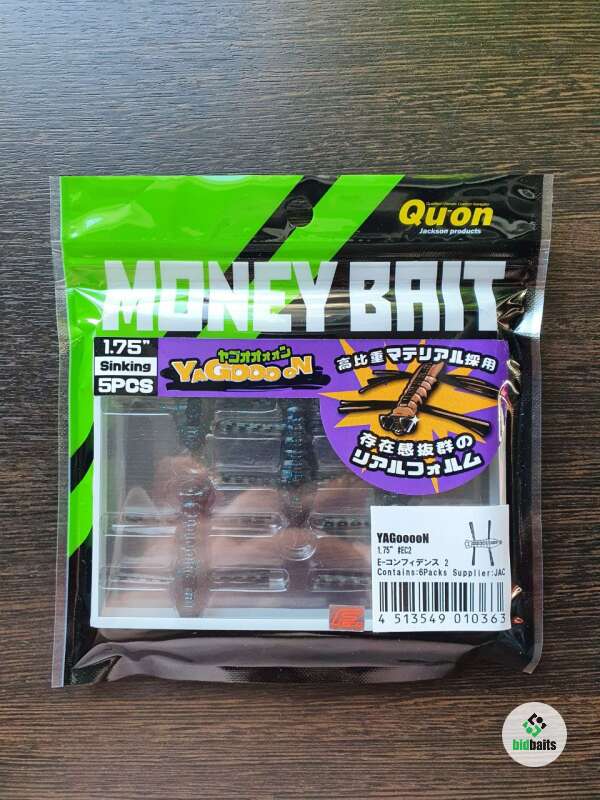 Qu'on
Jackson products
MONEY BAIT
1.75"
Sinking
5PCS
ヤゴオオォォン
YAGOOOON
高比重マテリアル採用
存在感抜群の
リアルフォルム
YAGooooN
1.75" #EC2
E-コンフィデンス 2
Contains:6Packs Supplier:JAC
4 513549 010363
bidbaits